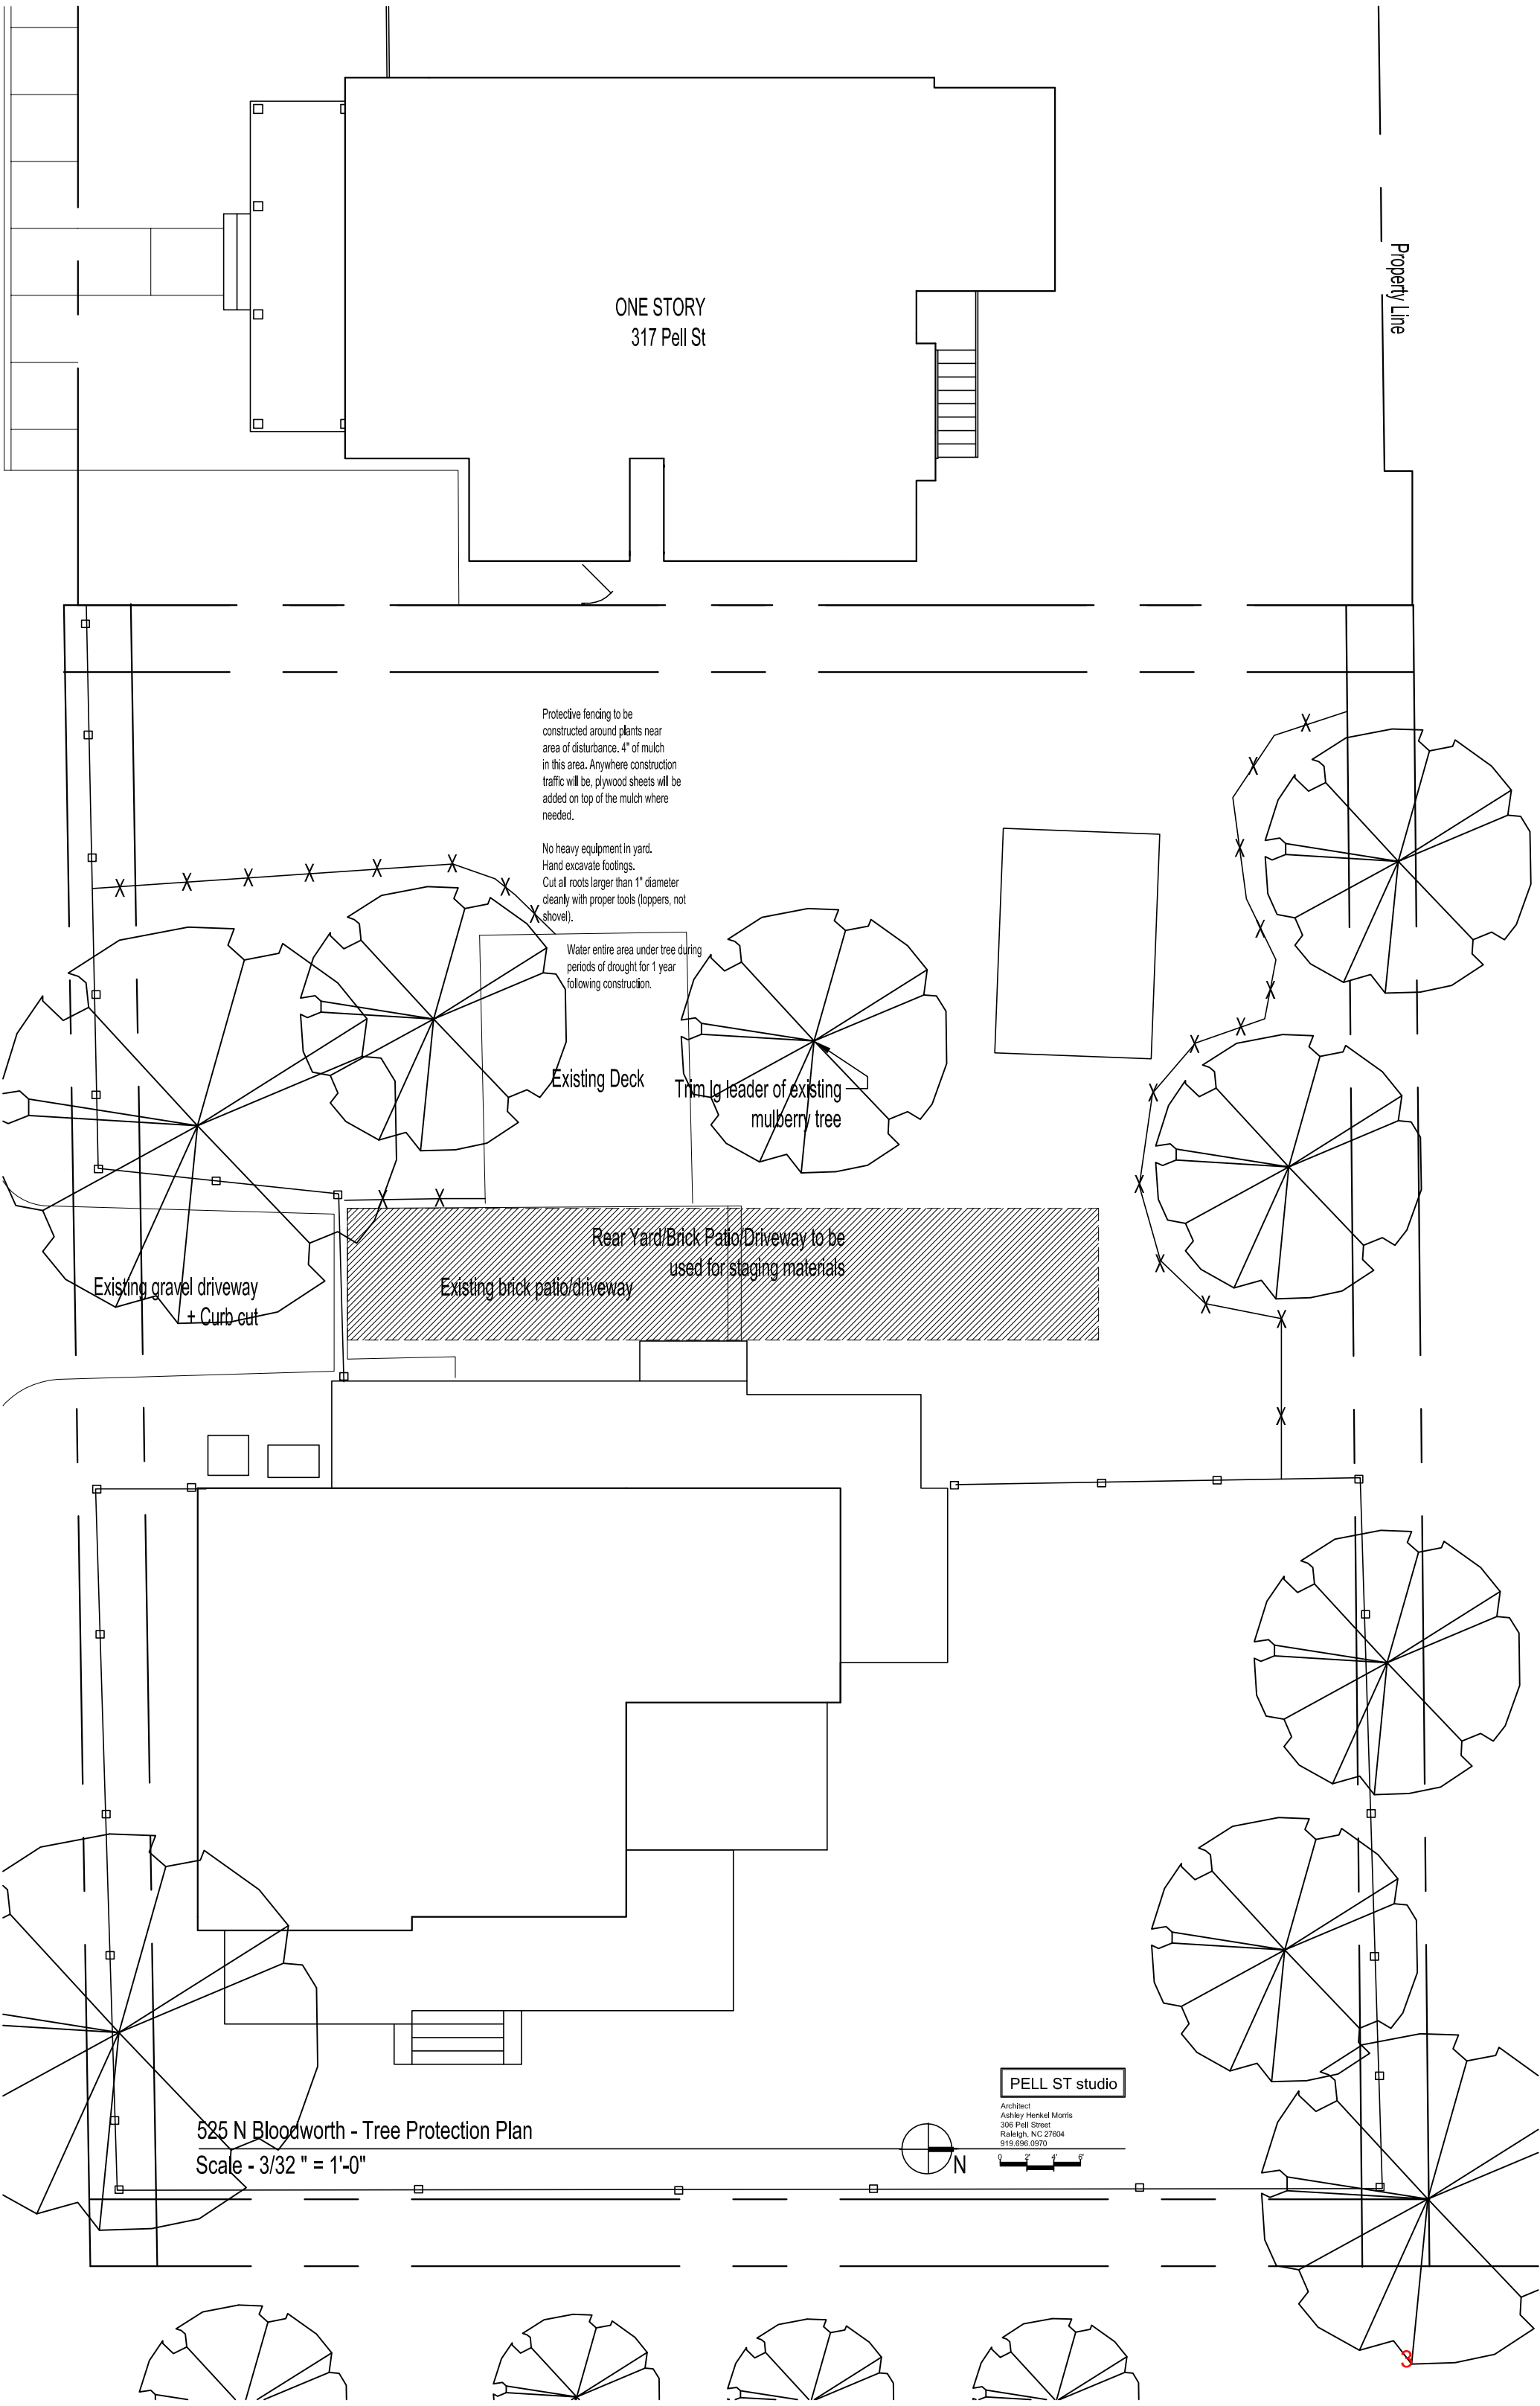 ONE STORY
317 Pell St
Property Line
Protective fencing to be
constructed around plants near
area of disturbance. 4" of mulch
in this area. Anywhere construction
traffic will be, plywood sheets will be
added on top of the mulch where
needed.
No heavy equipment in yard.
Hand excavate footings.
Cut all roots larger than 1" diameter
cleanly with proper tools (loppers, not
shovel).
Water entire area under tree during
periods of drought for 1 year
following construction.
Existing Deck
Trim lg leader of existing
mulberry tree
Rear Yard/Brick Patio/Driveway to be
used for staging materials
Existing brick patio/driveway
Existing gravel driveway
+ Curb cut
PELL ST studio
Architect
Ashley Henkel Morris
306 Pell Street
Raleigh, NC 27604
919.696.0970
0 2' 4' 6'
525 N Bloodworth - Tree Protection Plan
Scale - 3/32 " = 1'-0"
N
3